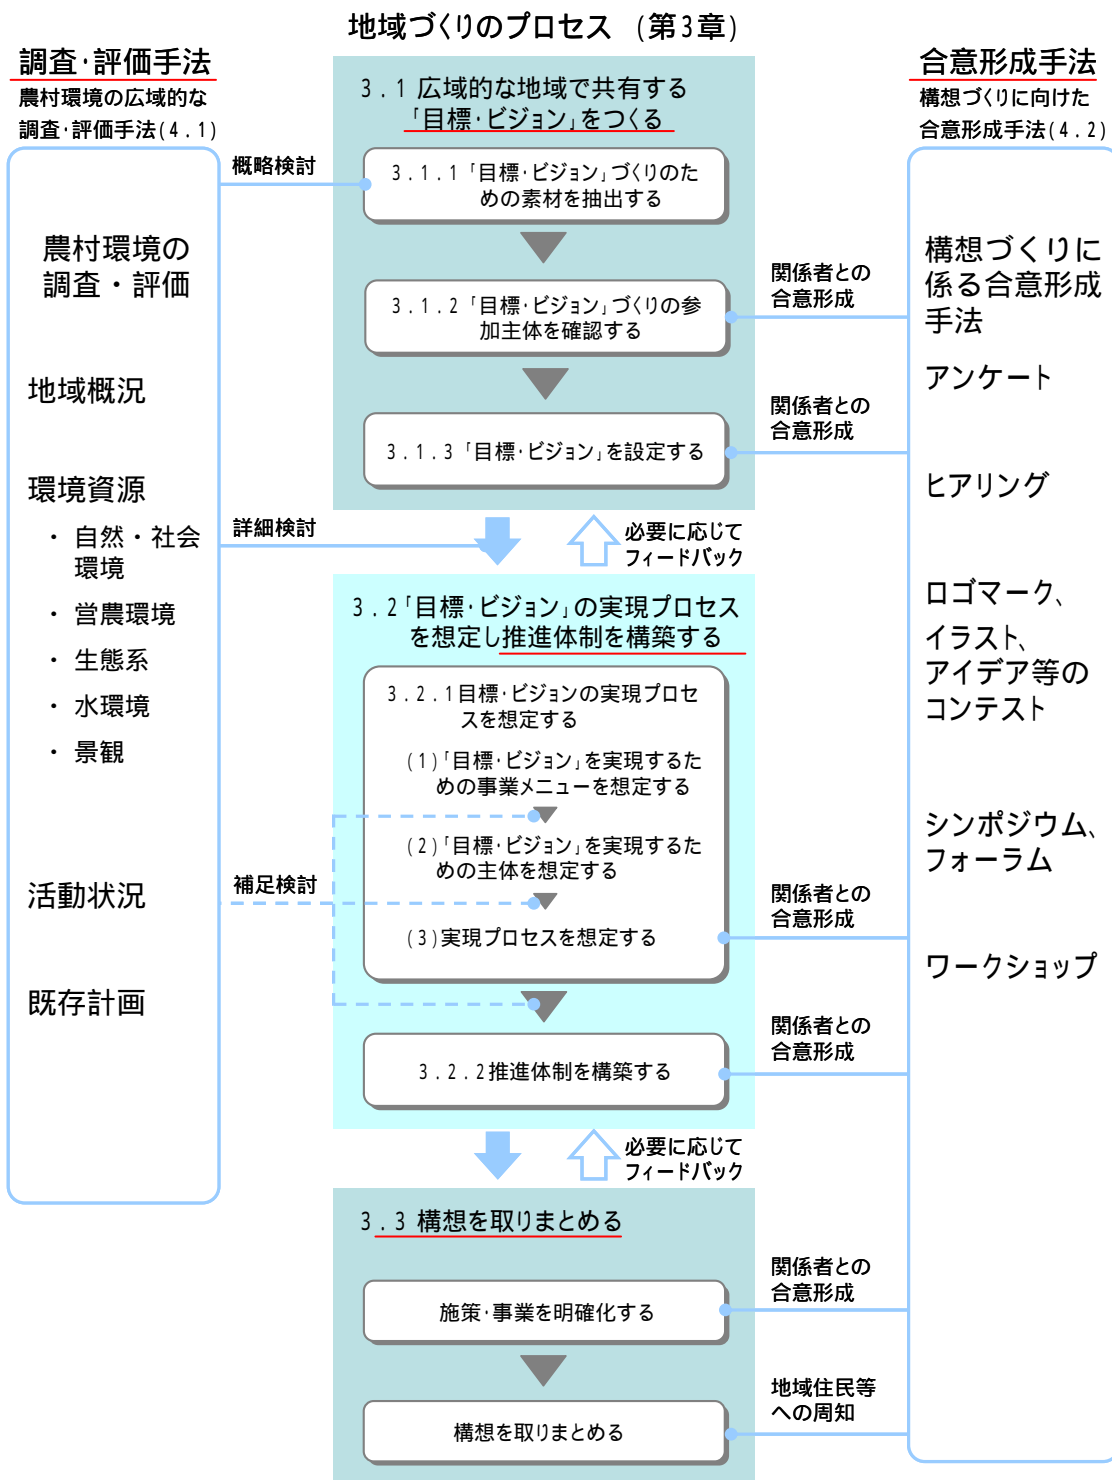 地域づくりのプロセス (第3章)
調査･評価手法
農村環境の広域的な
調査･評価手法(4.1)
農村環境の
調査・評価
地域概況
環境資源
・ 自然・社会
環境
・ 営農環境
・ 生態系
・ 水環境
・ 景観
活動状況
既存計画
概略検討
詳細検討
補足検討
3.1 広域的な地域で共有する
「目標･ビジョン」をつくる
3.1.1「目標･ビジョン」づくりのた
めの素材を抽出する
3.1.2「目標･ビジョン」づくりの参
加主体を確認する
3.1.3「目標･ビジョン」を設定する
必要に応じて
フィードバック
3.2「目標･ビジョン」の実現プロセス
を想定し推進体制を構築する
3.2.1目標･ビジョンの実現プロセ
スを想定する
(1)「目標･ビジョン」を実現するた
めの事業メニューを想定する
(2)「目標･ビジョン」を実現するた
めの主体を想定する
(3)実現プロセスを想定する
3.2.2推進体制を構築する
必要に応じて
フィードバック
3.3 構想を取りまとめる
施策･事業を明確化する
構想を取りまとめる
関係者との
合意形成
関係者との
合意形成
関係者との
合意形成
関係者との
合意形成
関係者との
合意形成
地域住民等
への周知
合意形成手法
構想づくりに向けた
合意形成手法(4.2)
構想づくりに
係る合意形成
手法
アンケート
ヒアリング
ロゴマーク、
イラスト、
アイデア等の
コンテスト
シンポジウム、
フォーラム
ワークショップ